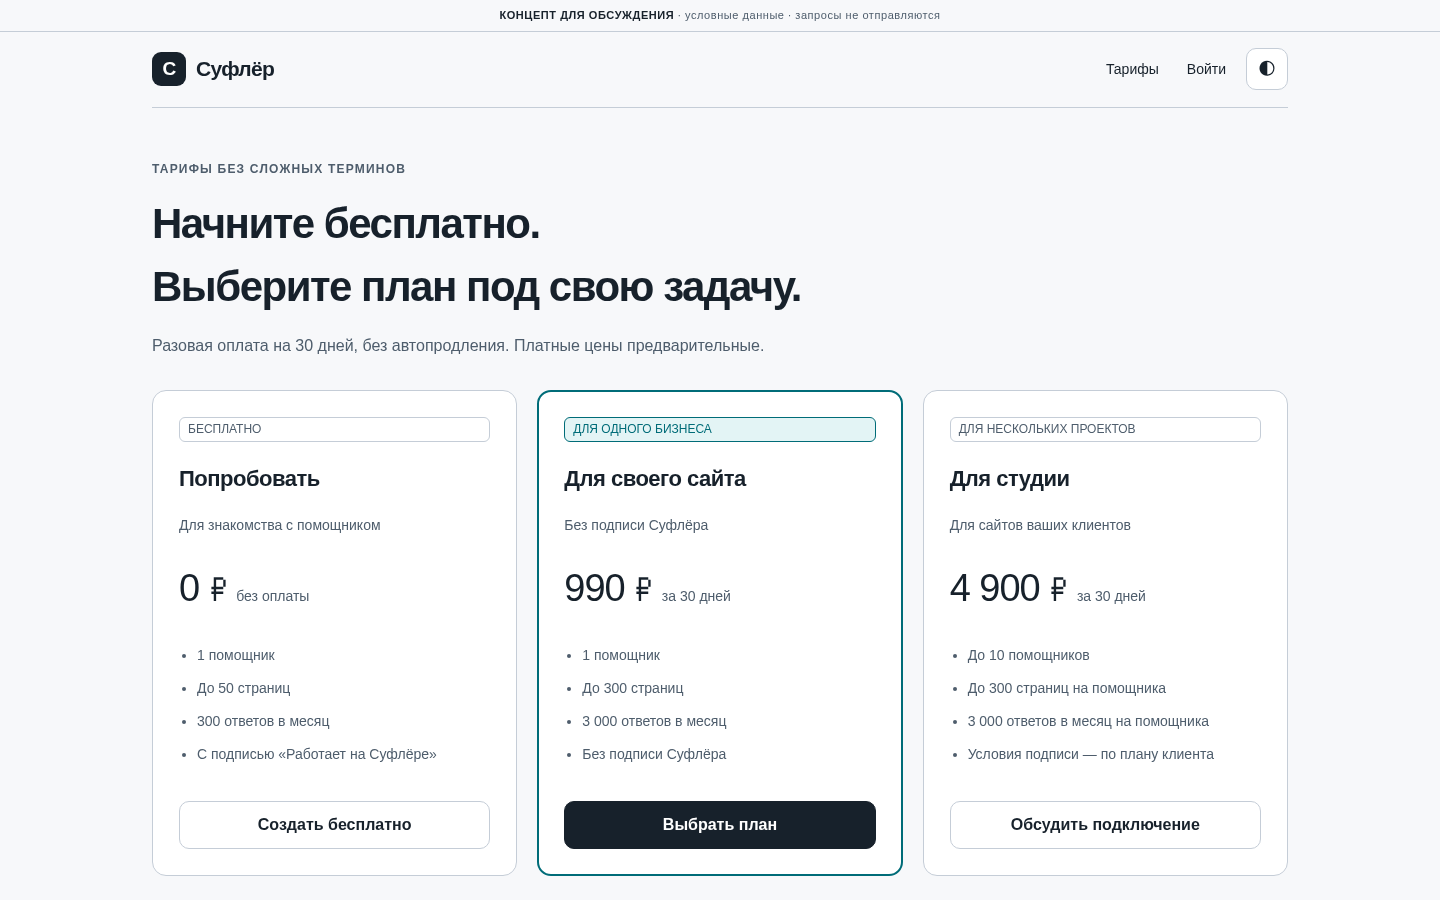 КОНЦЕПТ ДЛЯ ОБСУЖДЕНИЯ · условные данные · запросы не отправляются
С Суфлёр
Тарифы Войти
ТАРИФЫ БЕЗ СЛОЖНЫХ ТЕРМИНОВ
Начните бесплатно.
Выберите план под свою задачу.
Разовая оплата на 30 дней, без автопродления. Платные цены предварительные.
БЕСПЛАТНО
Попробовать
Для знакомства с помощником
0 ₽ без оплаты
• 1 помощник
• До 50 страниц
• 300 ответов в месяц
• С подписью «Работает на Суфлёре»
Создать бесплатно
ДЛЯ ОДНОГО БИЗНЕСА
Для своего сайта
Без подписи Суфлёра
990 ₽ за 30 дней
• 1 помощник
• До 300 страниц
• 3 000 ответов в месяц
• Без подписи Суфлёра
Выбрать план
ДЛЯ НЕСКОЛЬКИХ ПРОЕКТОВ
Для студии
Для сайтов ваших клиентов
4 900 ₽ за 30 дней
• До 10 помощников
• До 300 страниц на помощника
• 3 000 ответов в месяц на помощника
• Условия подписи — по плану клиента
Обсудить подключение